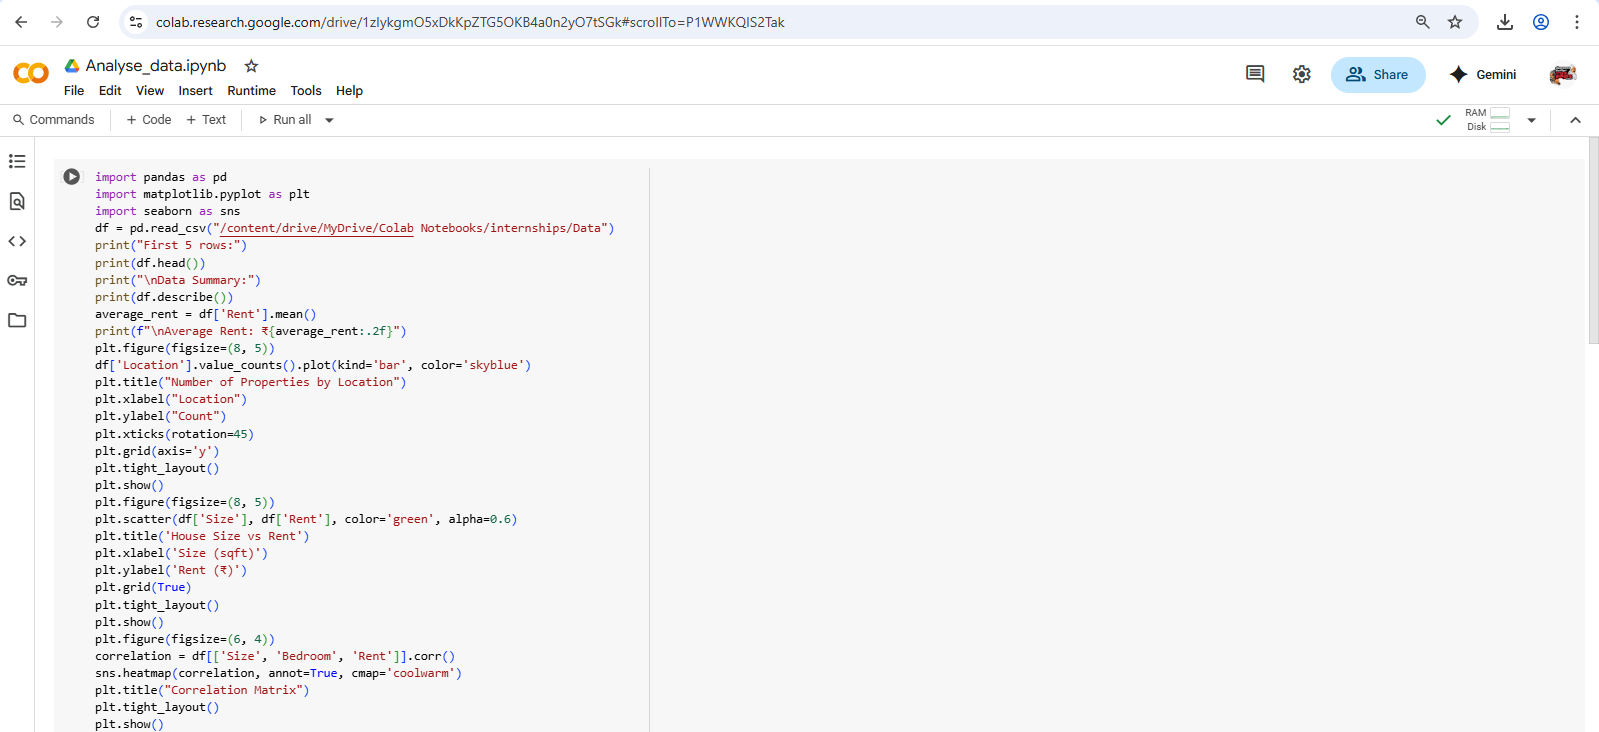 colab.research.google.com/drive/1zlykgmO5xDkKpZTG5OKB4a0n2yO7tSGk#scrollTo=P1WWKQIS2Tak
Analyse_data.ipynb
File Edit View Insert Runtime Tools Help
Share
Gemini
Commands + Code + Text Run all
RAM
Disk
import pandas as pd
import matplotlib.pyplot as plt
import seaborn as sns
df = pd.read_csv("/content/drive/MyDrive/Colab Notebooks/internships/Data")
print("First 5 rows:")
print(df.head())
print("\nData Summary:")
print(df.describe())
average_rent = df['Rent'].mean()
print(f"\nAverage Rent: ₹{average_rent:.2f}")
plt.figure(figsize=(8, 5))
df['Location'].value_counts().plot(kind='bar', color='skyblue')
plt.title("Number of Properties by Location")
plt.xlabel("Location")
plt.ylabel("Count")
plt.xticks(rotation=45)
plt.grid(axis='y')
plt.tight_layout()
plt.show()
plt.figure(figsize=(8, 5))
plt.scatter(df['Size'], df['Rent'], color='green', alpha=0.6)
plt.title('House Size vs Rent')
plt.xlabel('Size (sqft)')
plt.ylabel('Rent (₹)')
plt.grid(True)
plt.tight_layout()
plt.show()
plt.figure(figsize=(6, 4))
correlation = df[['Size', 'Bedroom', 'Rent']].corr()
sns.heatmap(correlation, annot=True, cmap='coolwarm')
plt.title("Correlation Matrix")
plt.tight_layout()
plt.show()